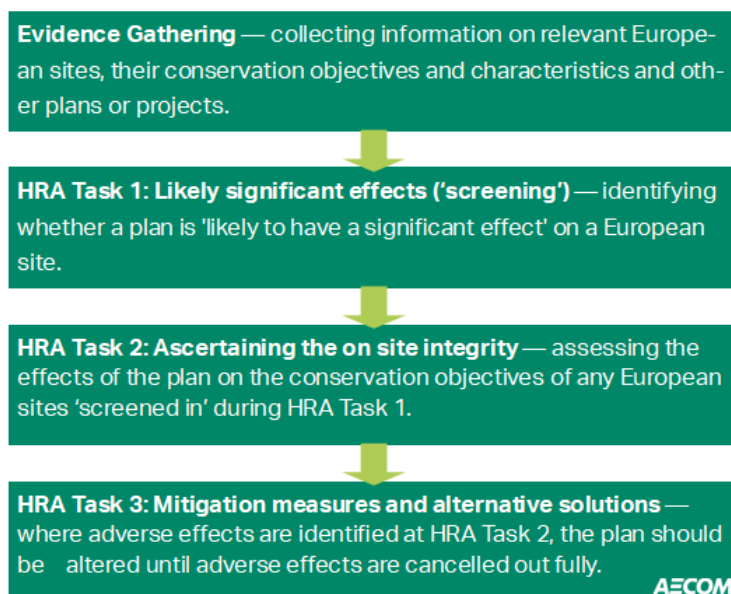 Evidence Gathering — collecting information on relevant Europe-
an sites, their conservation objectives and characteristics and oth-
er plans or projects.
HRA Task 1: Likely significant effects (‘screening’) — identifying
whether a plan is 'likely to have a significant effect' on a European
site.
HRA Task 2: Ascertaining the on site integrity — assessing the
effects of the plan on the conservation objectives of any European
sites ‘screened in’ during HRA Task 1.
HRA Task 3: Mitigation measures and alternative solutions —
where adverse effects are identified at HRA Task 2, the plan should
be altered until adverse effects are cancelled out fully.
AECOM